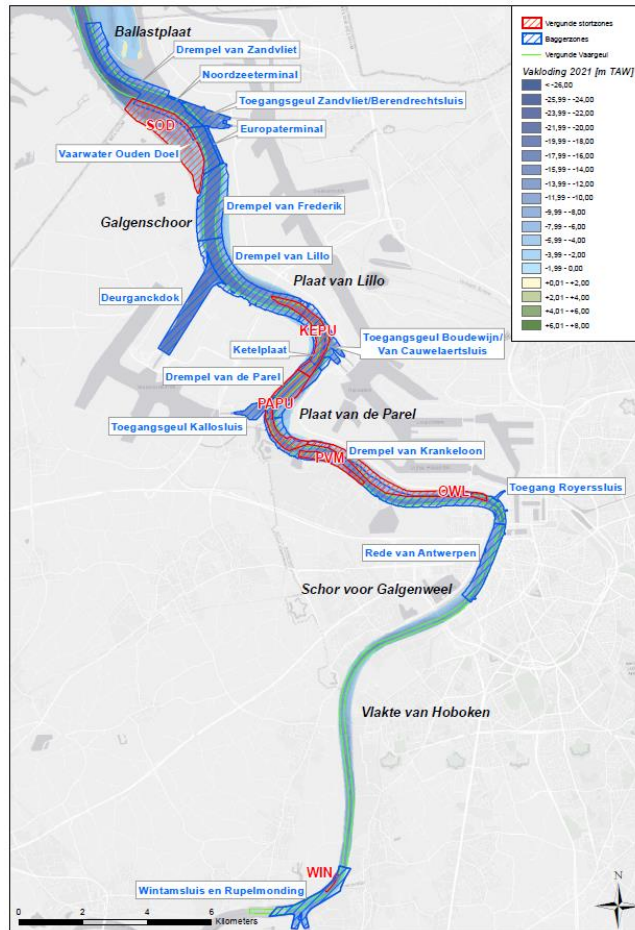 Ballastplaat
Drempel van Zandvliet
Noordzeeterminal
Toegangsgeul Zandvliet/Berendrechtsluis
SOD
Europaterminal
Vaarwater Ouden Doel
Drempel van Frederik
Galgenschoor
Drempel van Lillo
Plaat van Lillo
Deurganckdok
KEPU
Toegangsgeul Boudewijn/
Van Cauwelaertsluis
Ketelplaat
Drempel van de Parel
PAPU
Plaat van de Parel
Toegangsgeul Kallosluis
Drempel van Krankeloon
PVM
OWL
Toegang Royerssluis
Rede van Antwerpen
Schor voor Galgenweel
Vlakte van Hoboken
WIN
Wintamsluis en Rupelmonding
0 2 4 6
Kilometers
N
Vergunde stortzones
Baggerzones
Vergunde Vaargeul
Vakloding 2021 [m TAW]
< -26,00
-25,99 - -24,00
-23,99 - -22,00
-21,99 - -20,00
-19,99 - -18,00
-17,99 - -16,00
-15,99 - -14,00
-13,99 - -12,00
-11,99 - -10,00
-9,99 - -8,00
-7,99 - -6,00
-5,99 - -4,00
-3,99 - -2,00
-1,99 - 0,00
+0,01 - +2,00
+2,01 - +4,00
+4,01 - +6,00
+6,01 - +8,00